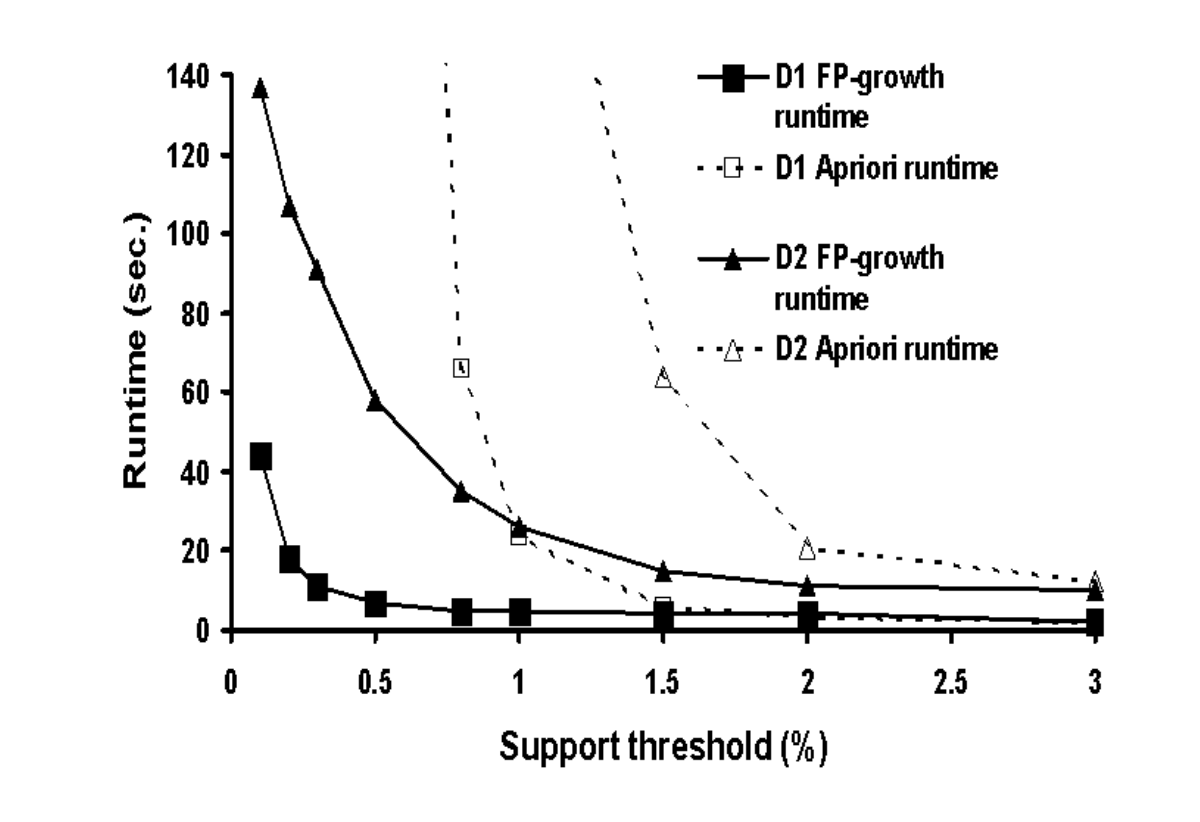 140
120
100
80
60
40
20
0
Runtime (sec.)
0 0.5 1 1.5 2 2.5 3
Support threshold (%)
D1 FP-growth
runtime
D1 Apriori runtime
D2 FP-growth
runtime
D2 Apriori runtime